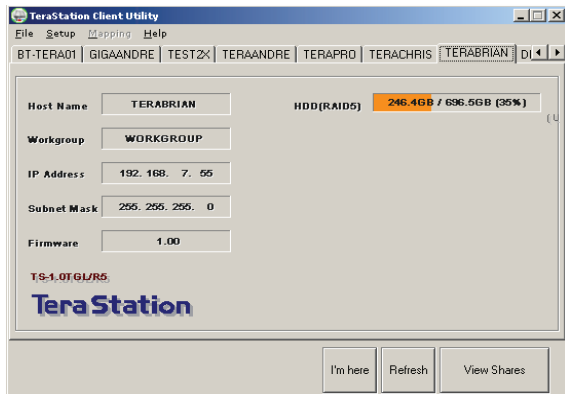 TeraStation Client Utility
File Setup Mapping Help
BT-TERA01 GIGAANDRE TEST2X TERAANDRE TERAPRO TERACHRIS TERABRIAN DI
Host Name TERABRIAN HDD(RAID5) 246.4GB / 696.5GB (35%)
(U
Workgroup WORKGROUP
IP Address 192. 168. 7. 55
Subnet Mask 255. 255. 255. 0
Firmware 1.00
TS-1.0TGL/R5
TeraStation
I'm here Refresh View Shares